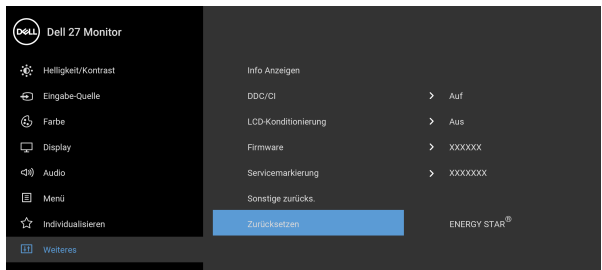 DELL Dell 27 Monitor
Helligkeit/Kontrast Info Anzeigen
Eingabe-Quelle DDC/CI > Auf
Farbe LCD-Konditionierung > Aus
Display Firmware > XXXXXX
Audio Servicemarkierung > XXXXXXX
Menü Sonstige zurücks.
Individualisieren Zurücksetzen ENERGY STAR®
Weiteres